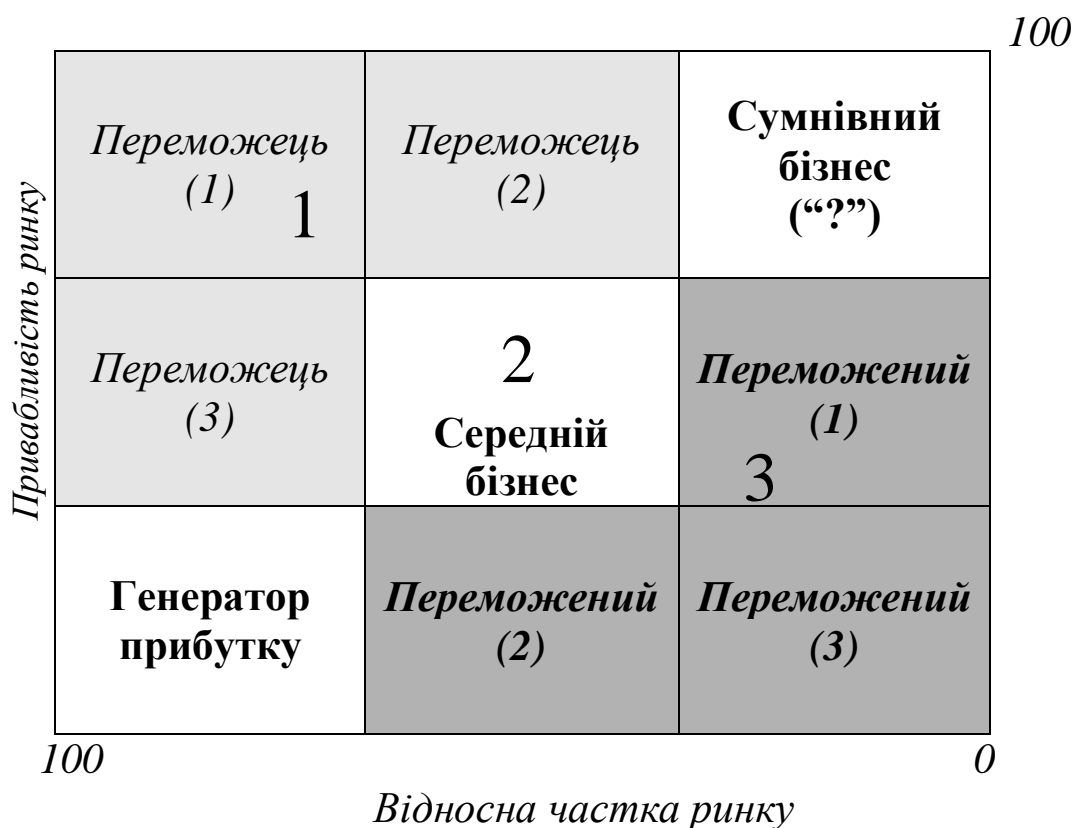 100
Привабливість ринку
Переможець
(1)
1
Переможець
(2)
Сумнівний
бізнес
(“?”)
Переможець
(3)
2
Середній
бізнес
Переможений
(1)
3
Генератор
прибутку
Переможений
(2)
Переможений
(3)
100
0
Відносна частка ринку